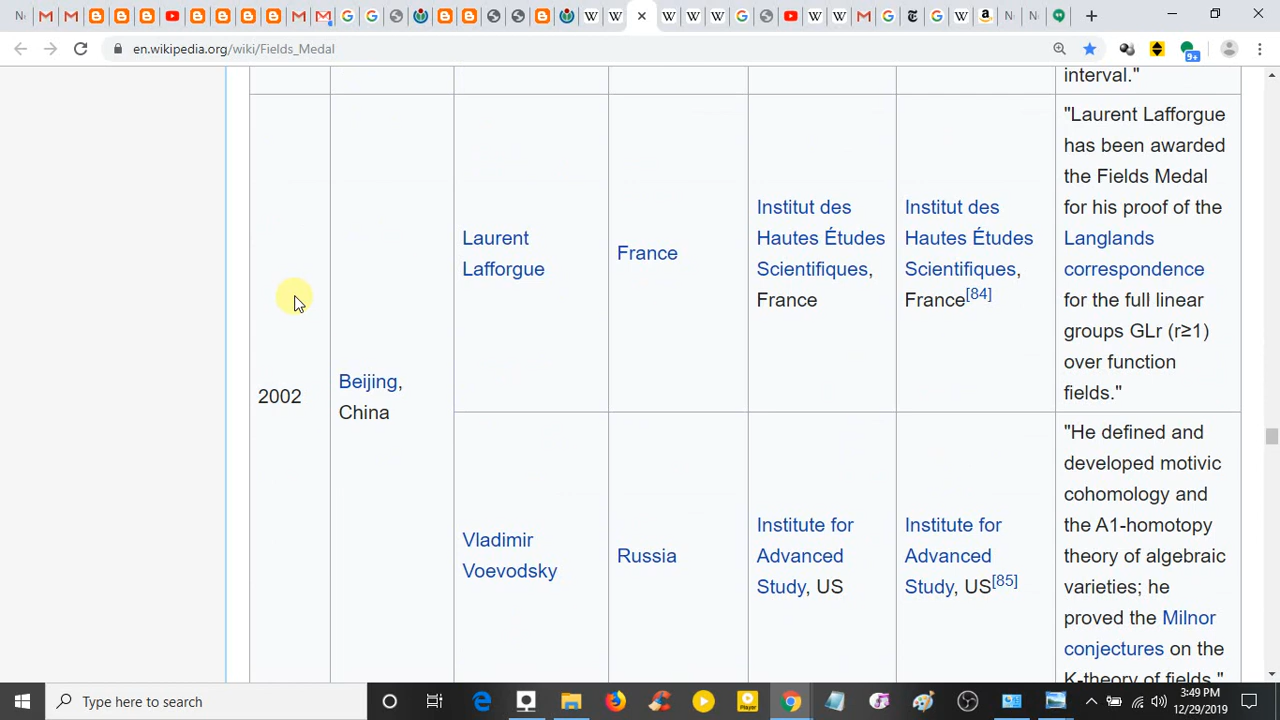 en.wikipedia.org/wiki/Fields_Medal
9+
interval."
2002
Beijing,
China
Laurent
Lafforgue
France
Institut des
Hautes Études
Scientifiques,
France
Institut des
Hautes Études
Scientifiques,
France[84]
"Laurent Lafforgue
has been awarded
the Fields Medal
for his proof of the
Langlands
correspondence
for the full linear
groups GLr (r≥1)
over function
fields."
Vladimir
Voevodsky
Russia
Institute for
Advanced
Study, US
Institute for
Advanced
Study, US[85]
"He defined and
developed motivic
cohomology and
the A1-homotopy
theory of algebraic
varieties; he
proved the Milnor
conjectures on the
K-theory of fields."
Type here to search
Player
3:49 PM
12/29/2019